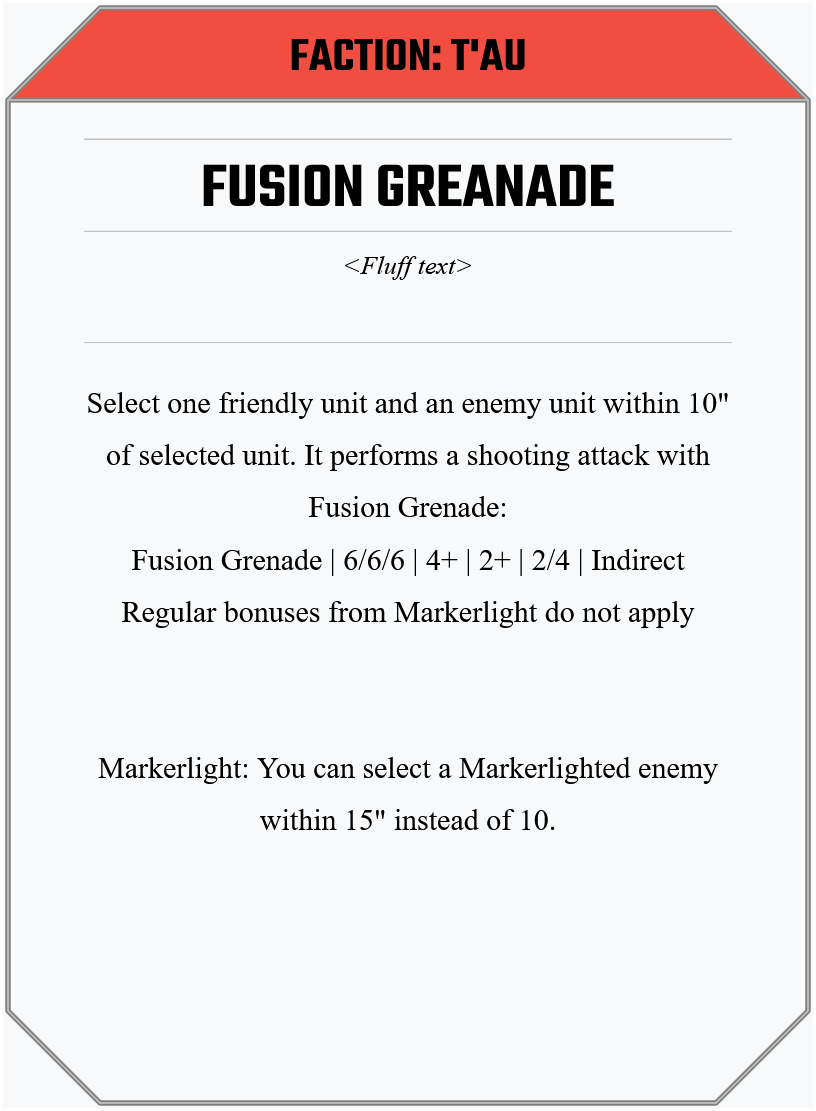 FACTION: T'AU
FUSION GREANADE
<Fluff text>
Select one friendly unit and an enemy unit within 10"
of selected unit. It performs a shooting attack with
Fusion Grenade:
Fusion Grenade | 6/6/6 | 4+ | 2+ | 2/4 | Indirect
Regular bonuses from Markerlight do not apply
Markerlight: You can select a Markerlighted enemy
within 15" instead of 10.